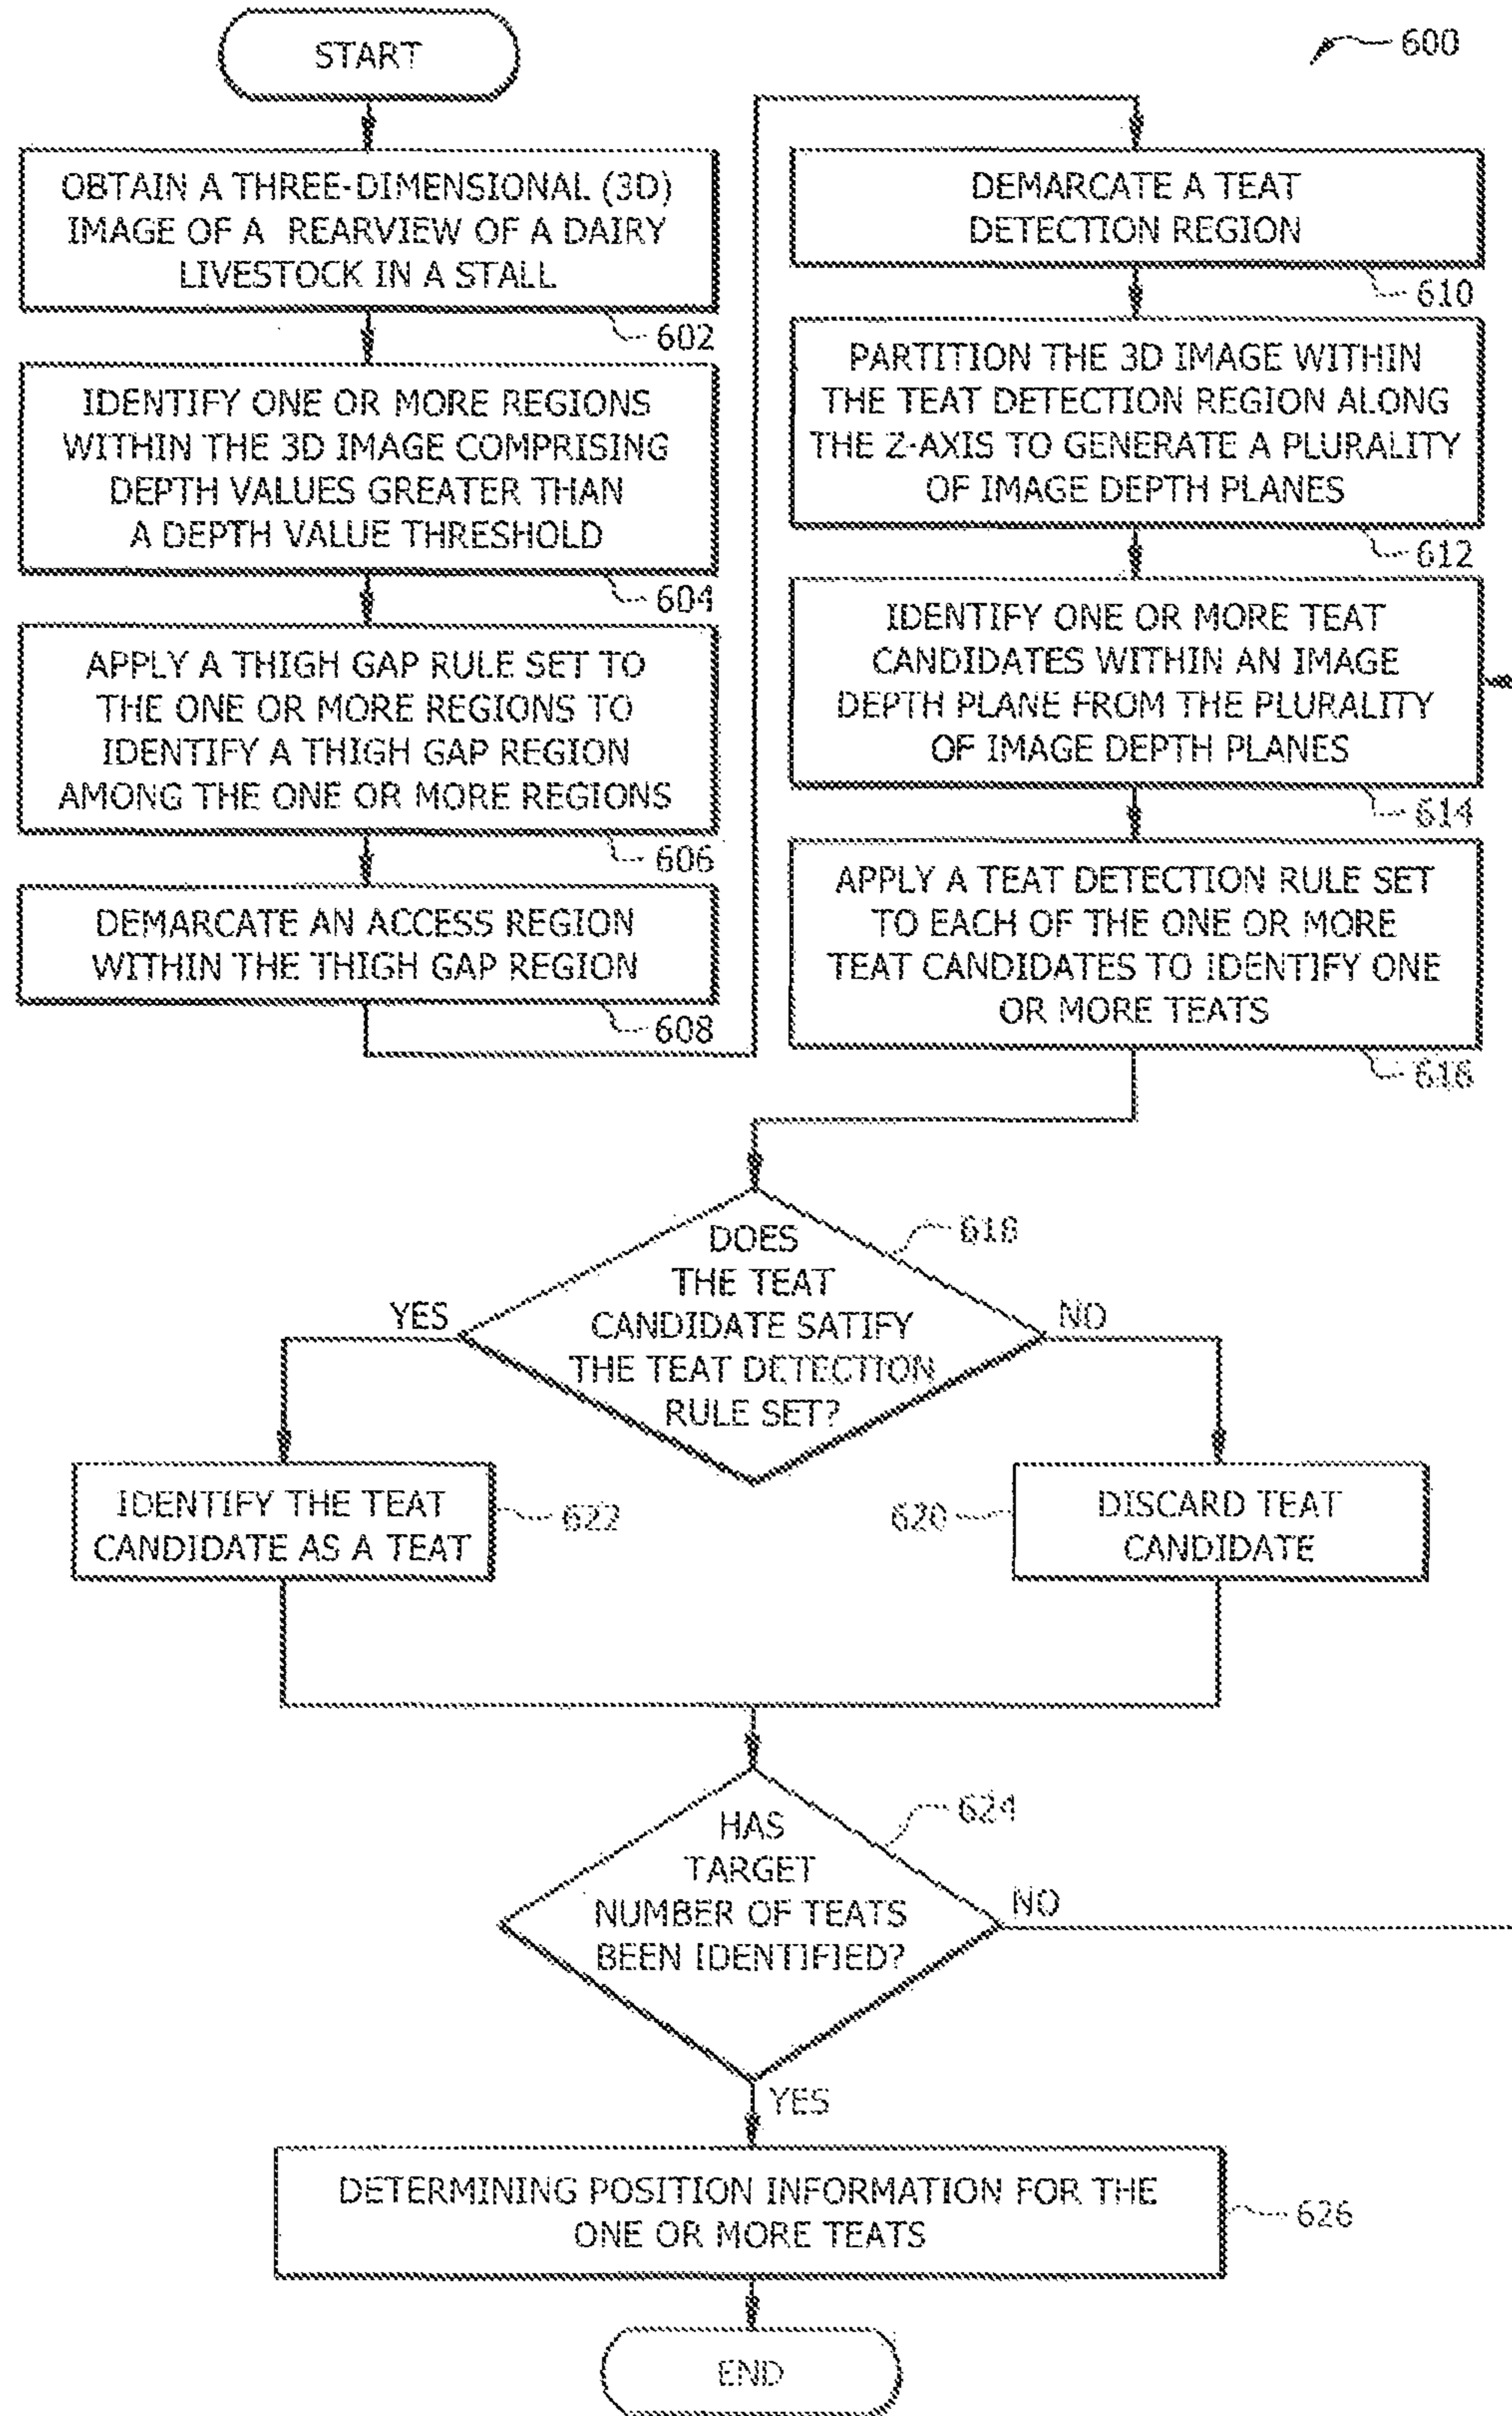 600
START
OBTAIN A THREE-DIMENSIONAL (3D)
IMAGE OF A REARVIEW OF A DAIRY
LIVESTOCK IN A STALL
602
IDENTIFY ONE OR MORE REGIONS
WITHIN THE 3D IMAGE COMPRISING
DEPTH VALUES GREATER THAN
A DEPTH VALUE THRESHOLD
604
APPLY A THIGH GAP RULE SET TO
THE ONE OR MORE REGIONS TO
IDENTIFY A THIGH GAP REGION
AMONG THE ONE OR MORE REGIONS
606
DEMARCATE AN ACCESS REGION
WITHIN THE THIGH GAP REGION
608
DEMARCATE A TEAT
DETECTION REGION
610
PARTITION THE 3D IMAGE WITHIN
THE TEAT DETECTION REGION ALONG
THE Z-AXIS TO GENERATE A PLURALITY
OF IMAGE DEPTH PLANES
612
IDENTIFY ONE OR MORE TEAT
CANDIDATES WITHIN AN IMAGE
DEPTH PLANE FROM THE PLURALITY
OF IMAGE DEPTH PLANES
614
APPLY A TEAT DETECTION RULE SET
TO EACH OF THE ONE OR MORE
TEAT CANDIDATES TO IDENTIFY ONE
OR MORE TEATS
616
DOES
THE TEAT
CANDIDATE SATIFY
THE TEAT DETECTION
RULE SET?
618
YES
NO
IDENTIFY THE TEAT
CANDIDATE AS A TEAT
622
620
DISCARD TEAT
CANDIDATE
HAS
TARGET
NUMBER OF TEATS
BEEN IDENTIFIED?
624
NO
YES
DETERMINING POSITION INFORMATION FOR THE
ONE OR MORE TEATS
626
END